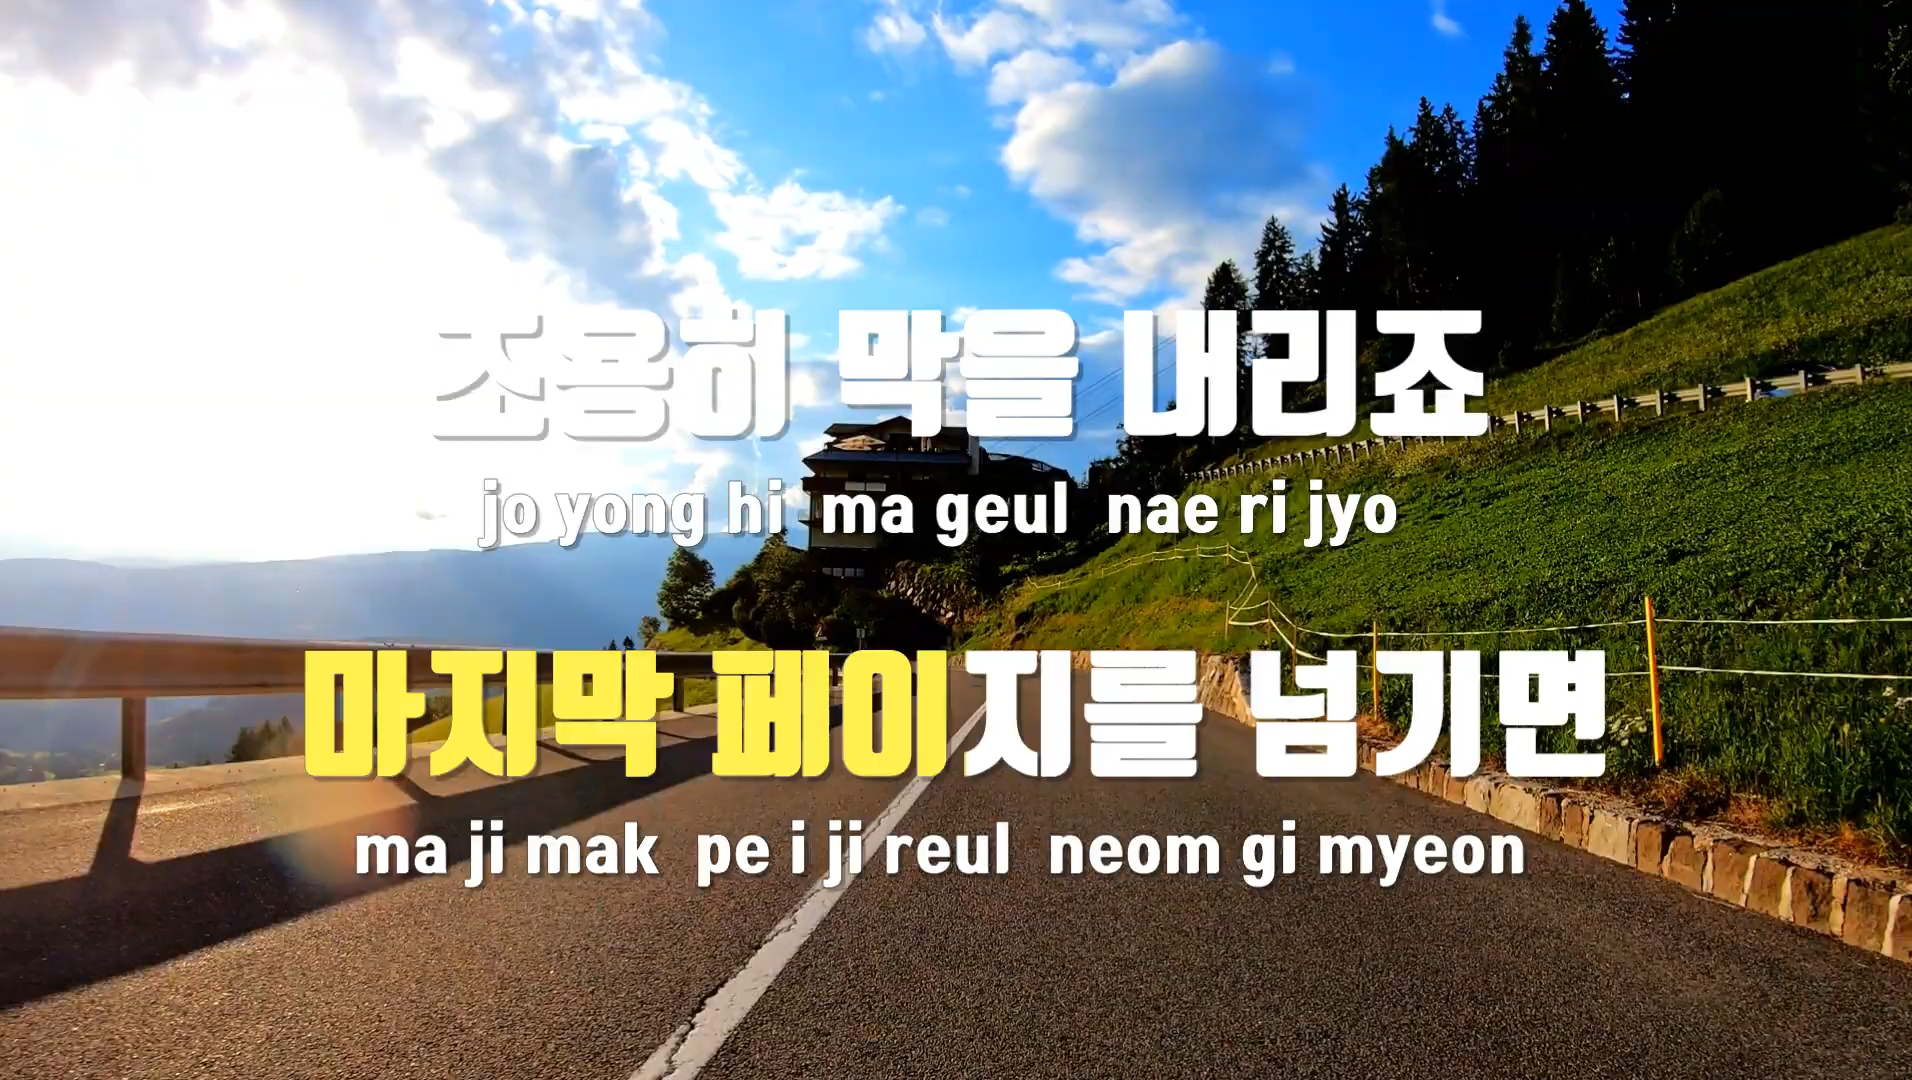 조용히 막을 내리죠
jo yong hi ma geul nae ri jyo
마지막 페이지를 넘기면
ma ji mak pe i ji reul neom gi myeon